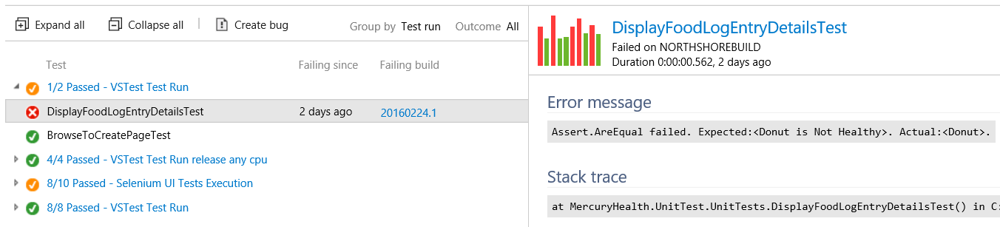 Expand all Collapse all Create bug Group by Test run Outcome All
Test Failing since Failing build
1/2 Passed - VSTest Test Run
DisplayFoodLogEntryDetailsTest 2 days ago 20160224.1
BrowseToCreatePageTest
4/4 Passed - VSTest Test Run release any cpu
8/10 Passed - Selenium UI Tests Execution
8/8 Passed - VSTest Test Run
DisplayFoodLogEntryDetailsTest
Failed on NORTHSHOREBUILD
Duration 0:00:00.562, 2 days ago
Error message
Assert.AreEqual failed. Expected:<Donut is Not Healthy>. Actual:<Donut>.
Stack trace
at MercuryHealth.UnitTest.UnitTests.DisplayFoodLogEntryDetailsTest() in C: